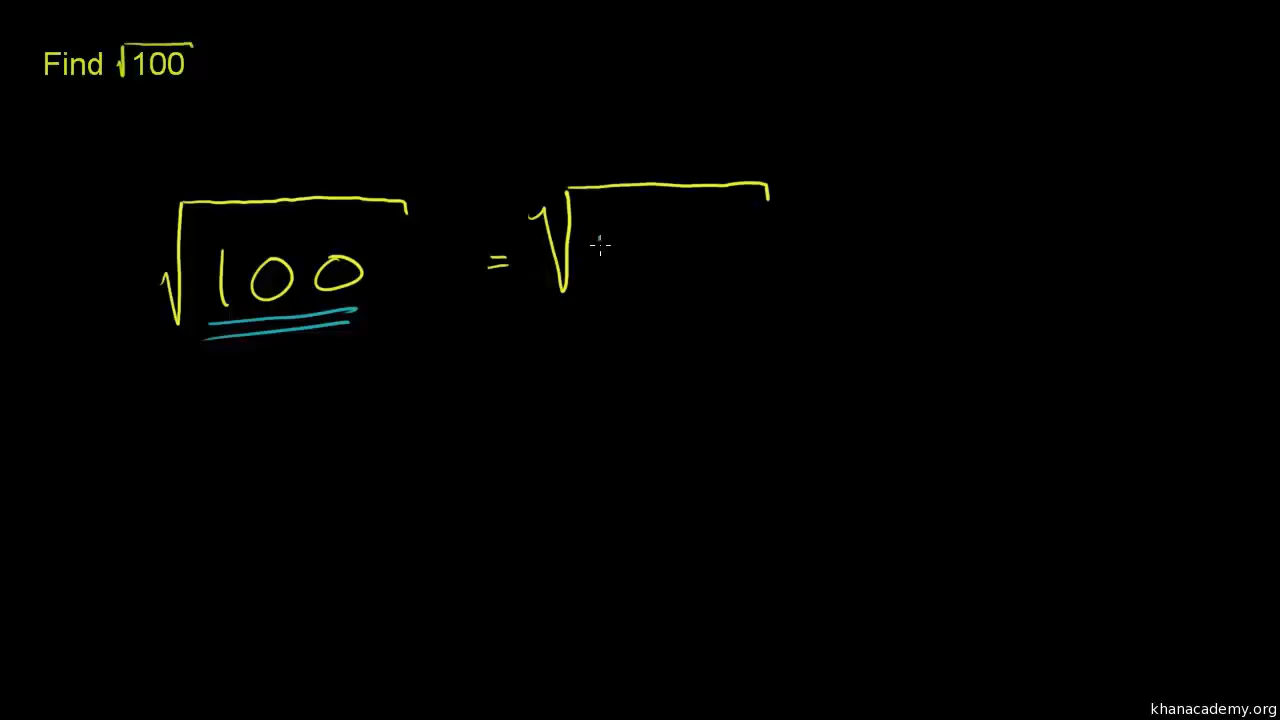 Find √100
√100 = √
khanacademy.org